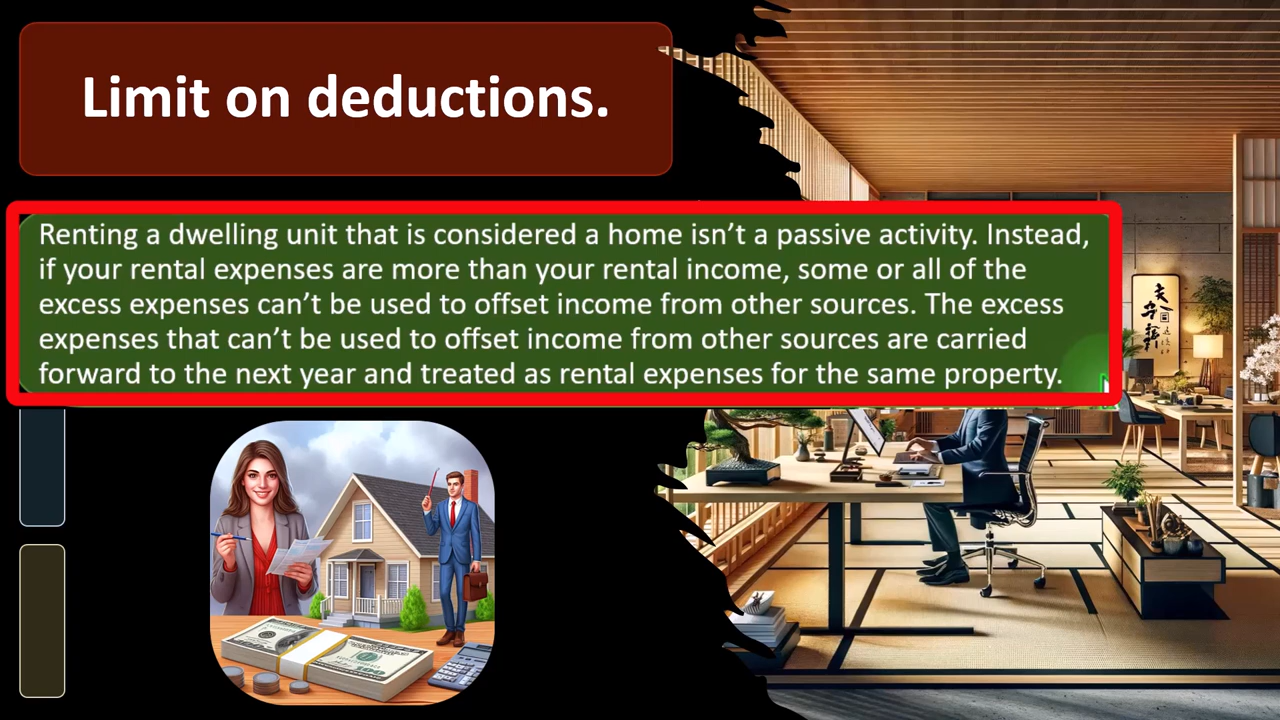 Limit on deductions.
Renting a dwelling unit that is considered a home isn't a passive activity. Instead,
if your rental expenses are more than your rental income, some or all of the
excess expenses can't be used to offset income from other sources. The excess
expenses that can't be used to offset income from other sources are carried
forward to the next year and treated as rental expenses for the same property.